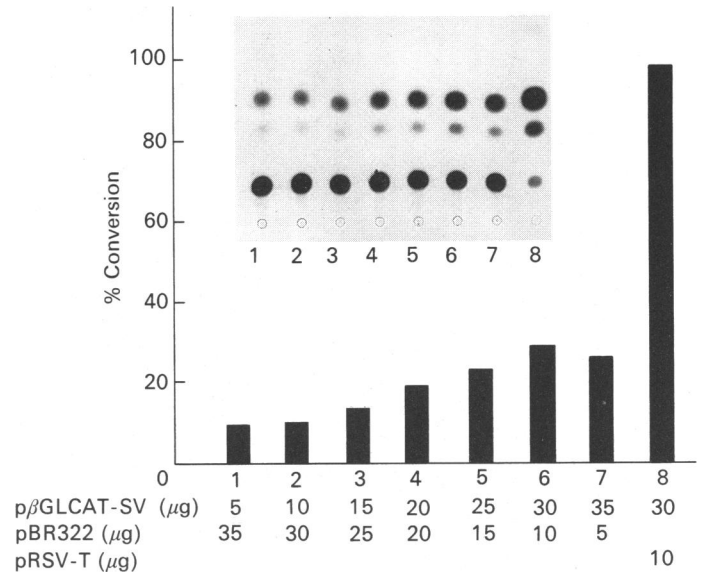 100
80
60
40
20
0
% Conversion
1 2 3 4 5 6 7 8
1 2 3 4 5 6 7 8
pβGLCAT-SV (μg) 5 10 15 20 25 30 35 30
pBR322 (μg) 35 30 25 20 15 10 5
pRSV-T (μg) 10